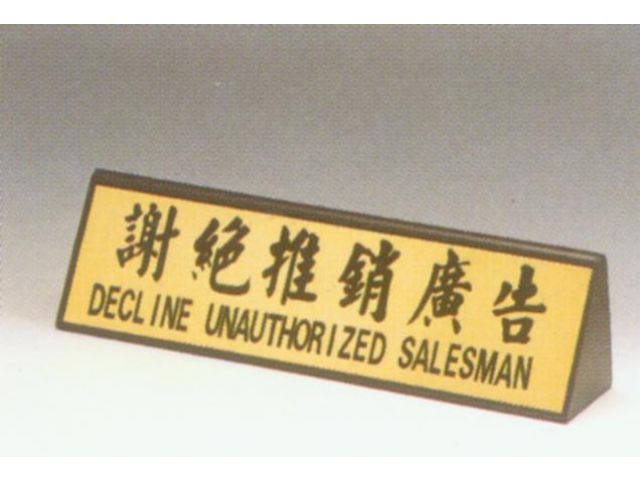 謝絕推銷廣告
DECLINE UNAUTHORIZED SALESMAN